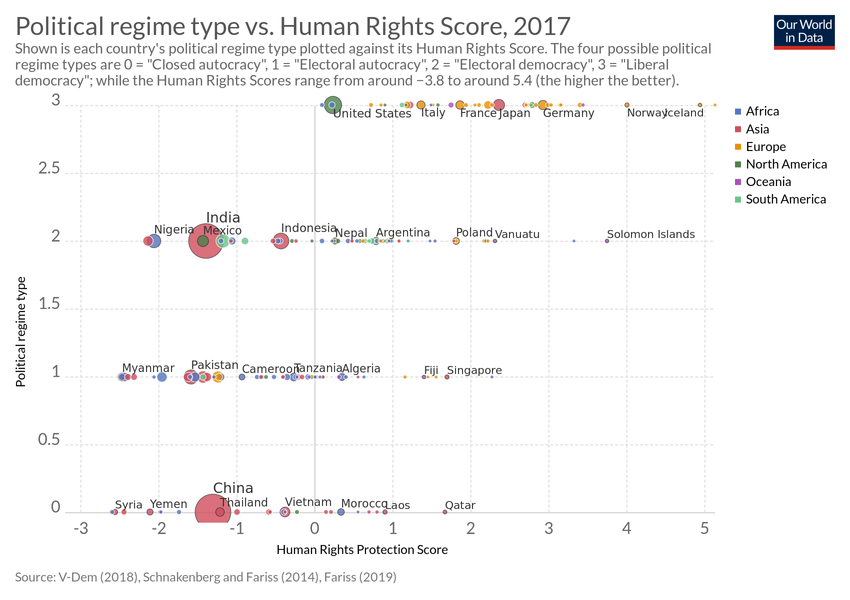 Political regime type vs. Human Rights Score, 2017
Our World
in Data
Shown is each country's political regime type plotted against its Human Rights Score. The four possible political
regime types are 0 = "Closed autocracy", 1 = "Electoral autocracy", 2 = "Electoral democracy", 3 = "Liberal
democracy"; while the Human Rights Scores range from around −3.8 to around 5.4 (the higher the better).
3
United States
Italy
France
Japan
Germany
Norway
Iceland
2.5
India
Nigeria
Mexico
Indonesia
Nepal
Argentina
Poland
Vanuatu
Solomon Islands
2
1.5
Myanmar
Pakistan
Cameroon
Tanzania
Algeria
Fiji
Singapore
1
0.5
China
Syria
Yemen
Thailand
Vietnam
Morocco
Laos
Qatar
0
-3
-2
-1
0
1
2
3
4
5
Political regime type
Human Rights Protection Score
Africa
Asia
Europe
North America
Oceania
South America
Source: V-Dem (2018), Schnakenberg and Fariss (2014), Fariss (2019)